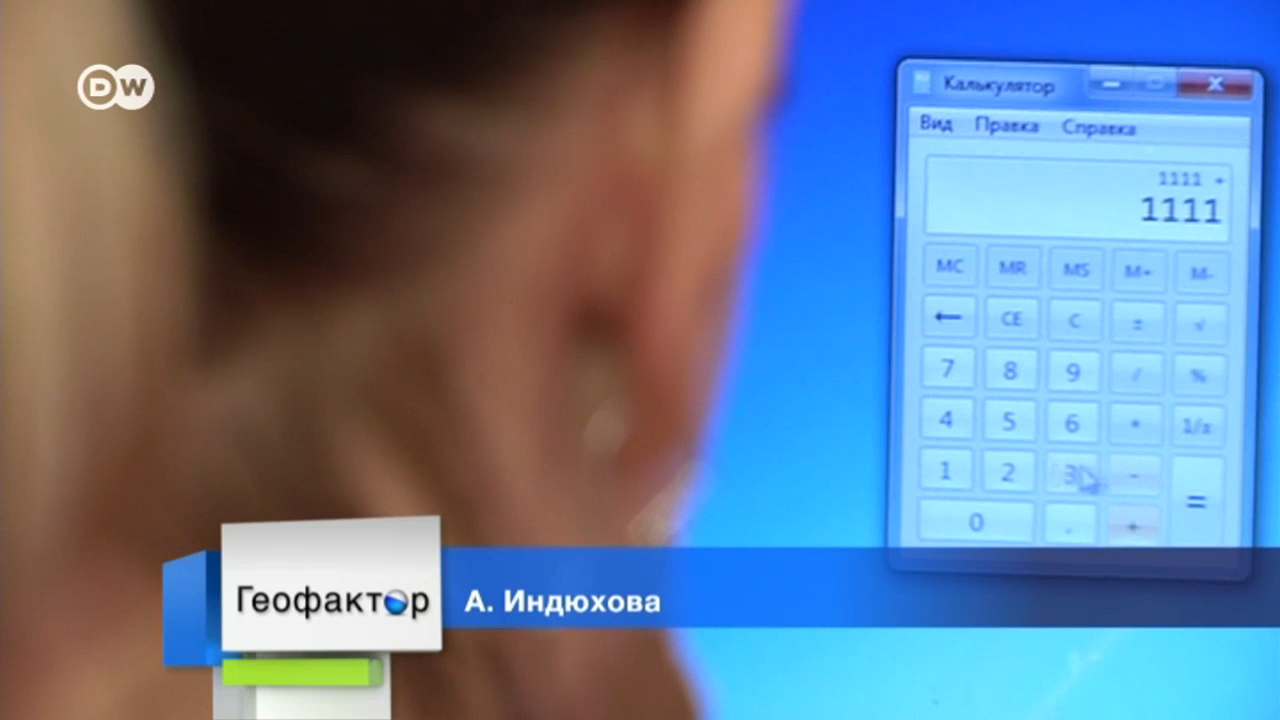 DW
Калькулятор
Вид Правка Справка
1111 +
1111
MC MR MS M+ M-
← CE C ± √
7 8 9 / %
4 5 6 * 1/x
1 2 3 - =
0 . +
Геофактор
А. Индюхова